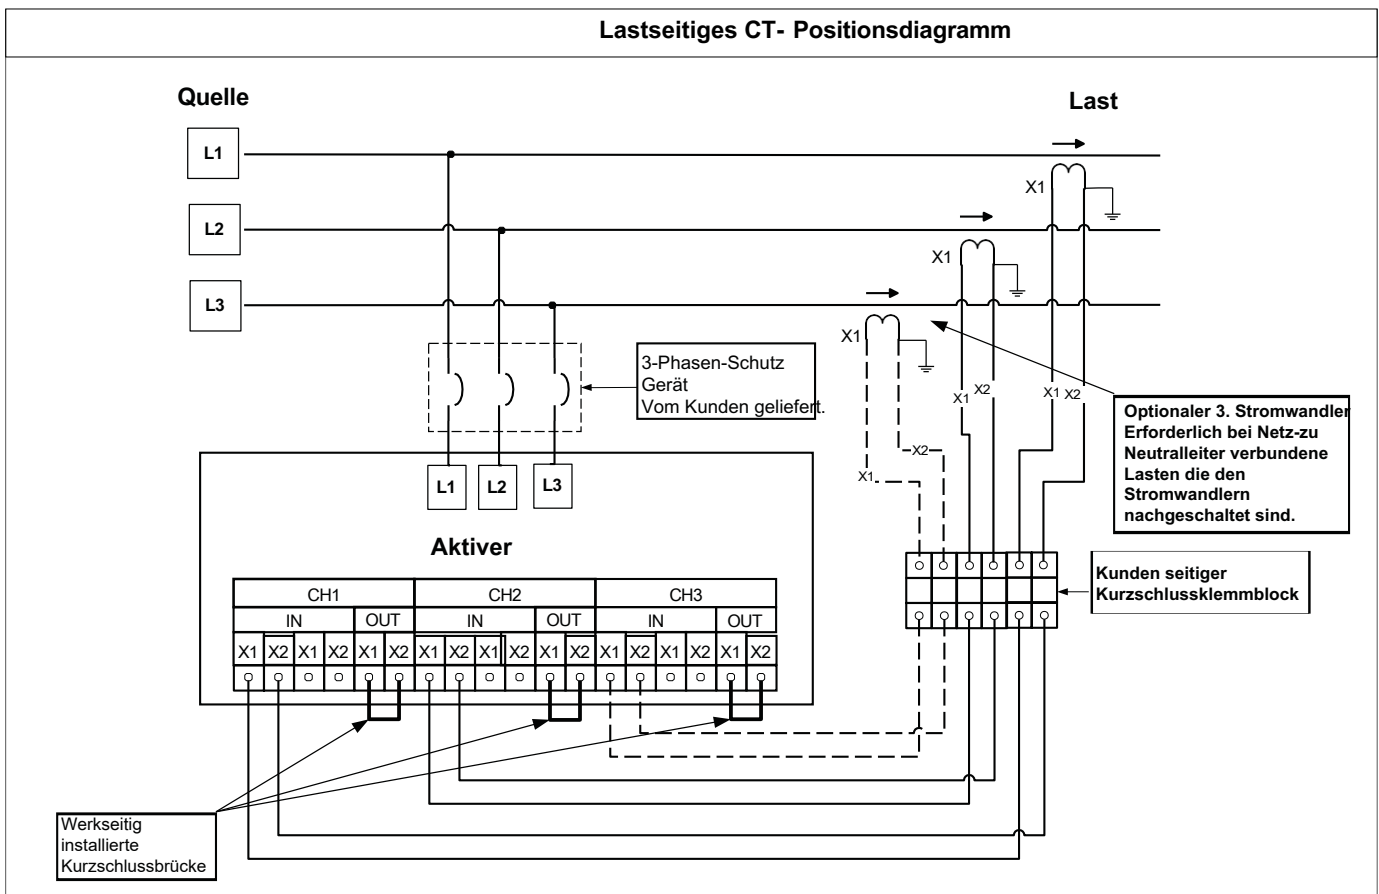 Lastseitiges CT- Positionsdiagramm
Quelle
Last
L1
X1
L2
X1
L3
X1
3-Phasen-Schutz
Gerät
Vom Kunden geliefert.
X1
X2
X1
X2
Optionaler 3. Stromwandler
Erforderlich bei Netz-zu
Neutralleiter verbundene
Lasten die den
Stromwandlern
nachgeschaltet sind.
X2
X1
L1
L2
L3
Aktiver
Kunden seitiger
Kurzschlussklemmblock
CH1
CH2
CH3
IN
OUT
IN
OUT
IN
OUT
X1 X2 X1 X2 X1 X2 X1 X2 X1 X2 X1 X2 X1 X2 X1 X2 X1 X2
Werkseitig
installierte
Kurzschlussbrücke